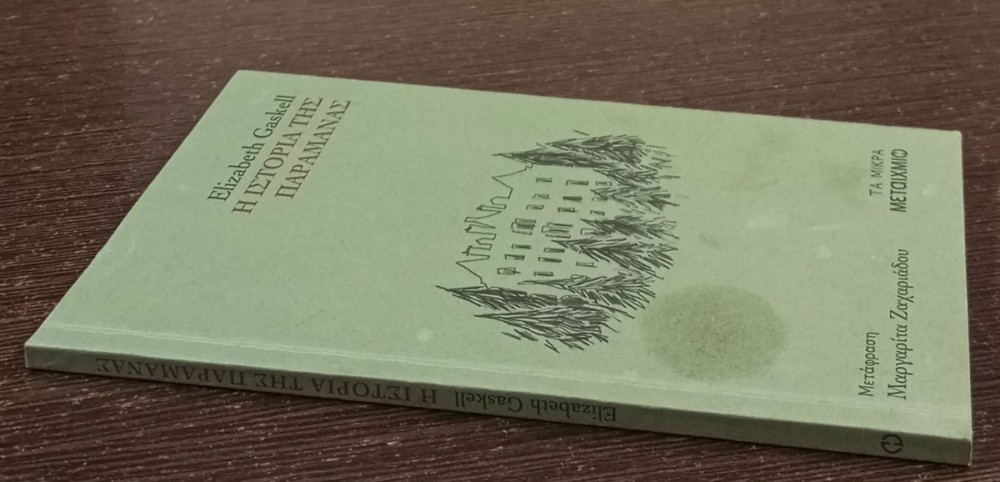 Elizabeth Gaskell
Η ΙΣΤΟΡΙΑ ΤΗΣ
ΠΑΡΑΜΑΝΑΣ
ΤΑ ΜΙΚΡΑ
ΜΕΤΑΙΧΜΙΟ
Μετάφραση
Μαργαρίτα Ζαχαριάδου
Elizabeth Gaskell Η ΙΣΤΟΡΙΑ ΤΗΣ ΠΑΡΑΜΑΝΑΣ